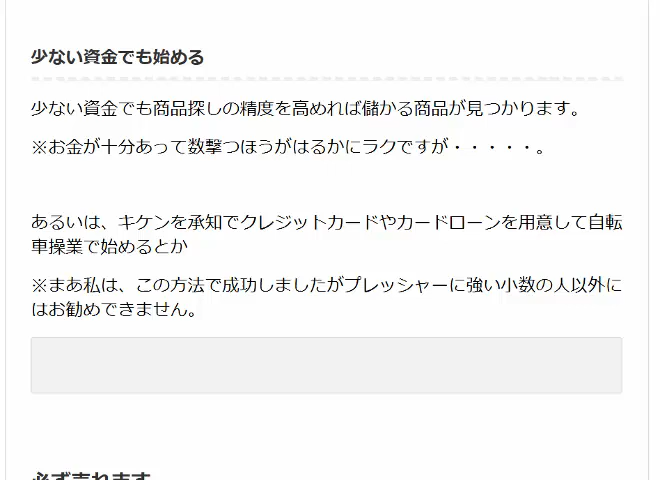 少ない資金でも始める
少ない資金でも商品探しの精度を高めれば儲かる商品が見つかります。
※お金が十分あって数撃つほうがはるかにラクですが・・・・・。
あるいは、キケンを承知でクレジットカードやカードローンを用意して自転
車操業で始めるとか
※まあ私は、この方法で成功しましたがプレッシャーに強い小数の人以外に
はお勧めできません。
必ず売れます